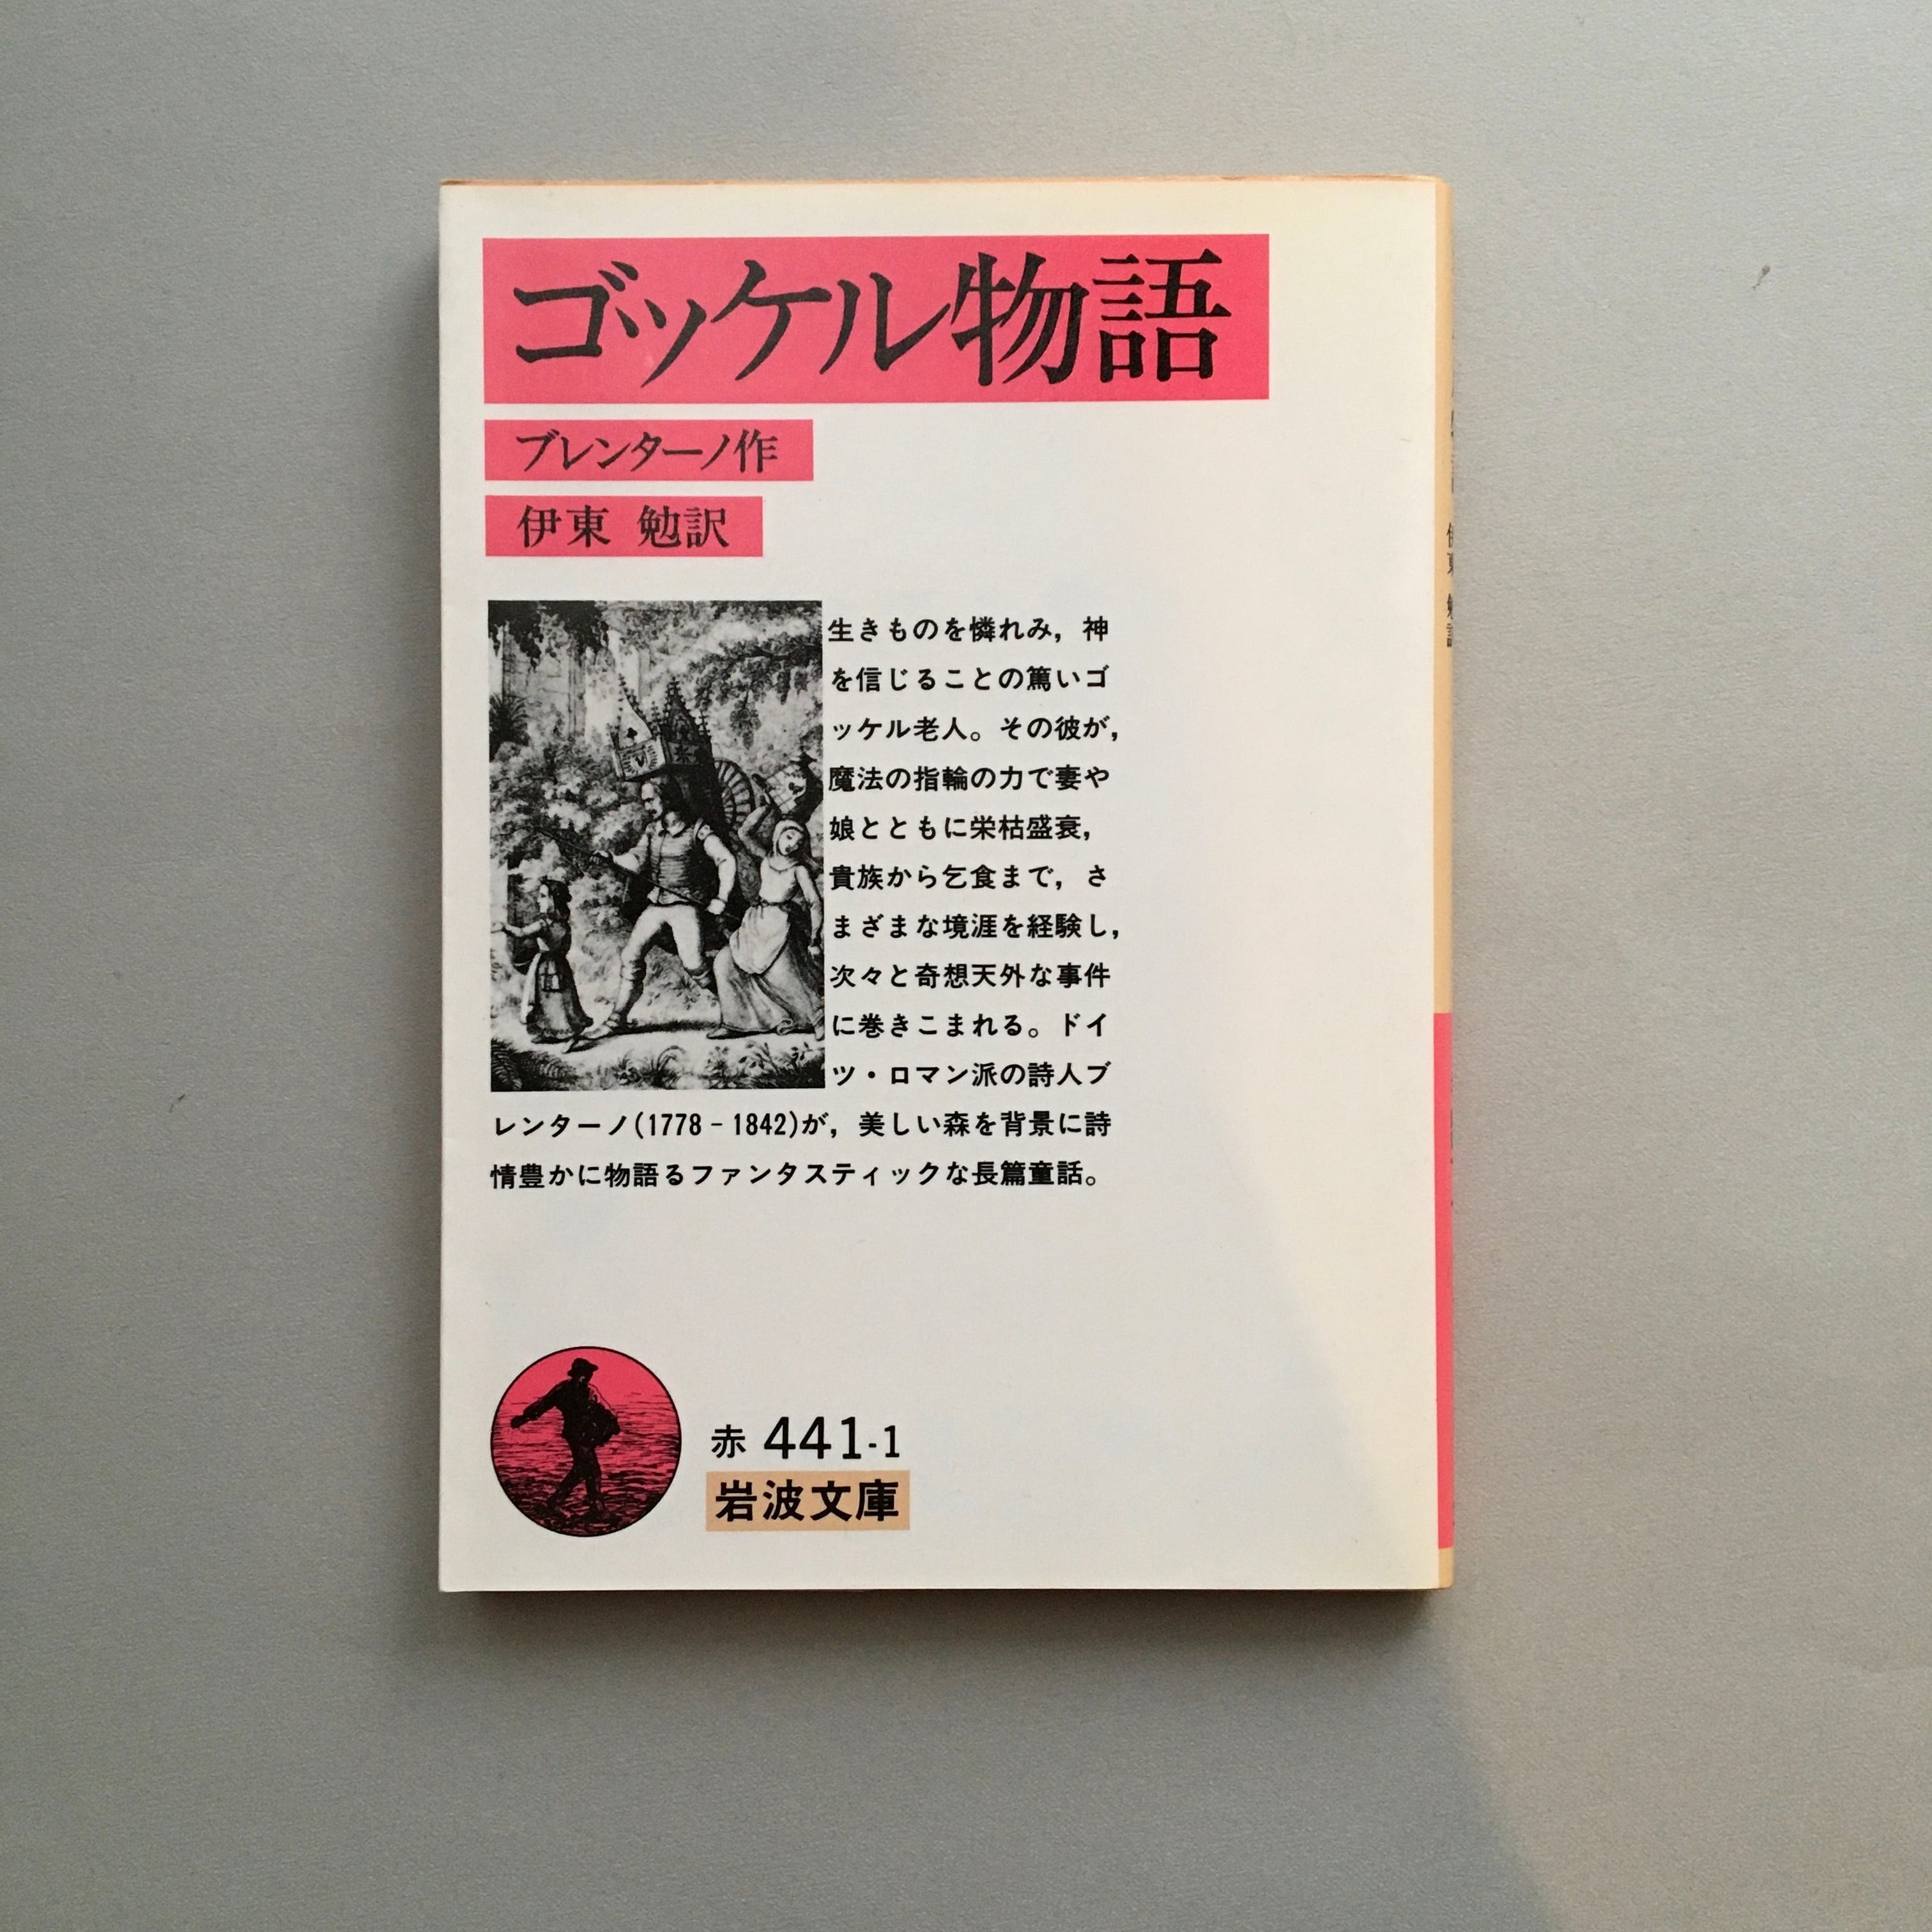 ゴッケル物語
ブレンターノ作
伊東 勉訳
生きものを憐れみ，神
を信じることの篤いゴ
ッケル老人。その彼が，
魔法の指輪の力で妻や
娘とともに栄枯盛衰，
貴族から乞食まで，さ
まざまな境涯を経験し，
次々と奇想天外な事件
に巻きこまれる。ドイ
ツ・ロマン派の詩人ブ
レンターノ(1778‐1842)が，美しい森を背景に詩
情豊かに物語るファンタスティックな長篇童話。
赤 441-1
岩波文庫
伊東 勉訳